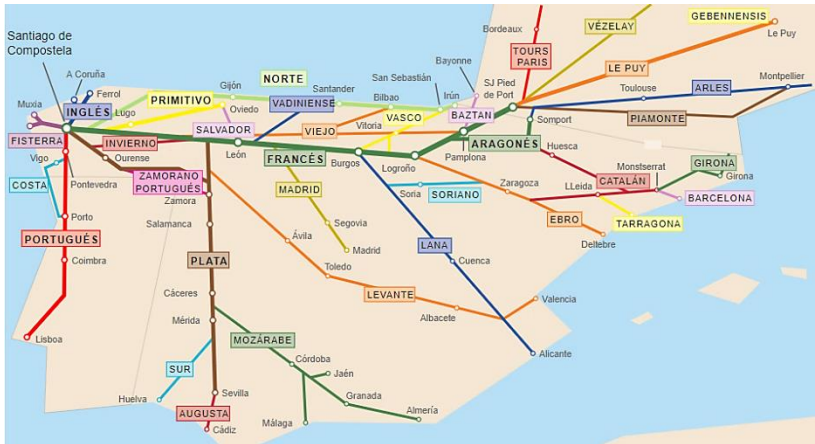 GEBENNENSIS
Le Puy
VÉZELAY
Bordeaux
TOURS
PARIS
LE PUY
Santiago de
Compostela
Bayonne
SJ Pied
de Port
A Coruña
Ferrol
Gijón
NORTE
Santander
San Sebastián
Irún
Toulouse
ARLES
Montpellier
Muxia
INGLÉS
Lugo
PRIMITIVO
Oviedo
VADINIENSE
Bilbao
VASCO
BAZTAN
Somport
PIAMONTE
FISTERRA
INVIERNO
SALVADOR
VIEJO
Vitoria
ARAGONÉS
Vigo
Ourense
León
FRANCÉS
Burgos
Logroño
Pamplona
Huesca
Monstserrat
GIRONA
Girona
COSTA
Pontevedra
ZAMORANO
PORTUGUÉS
Zamora
MADRID
Soria
SORIANO
Zaragoza
LLeida
CATALÁN
BARCELONA
Porto
Salamanca
Segovia
EBRO
TARRAGONA
PORTUGUÉS
Ávila
Madrid
LANA
Deltebre
Coimbra
PLATA
Toledo
Cuenca
Cáceres
LEVANTE
Valencia
Mérida
Albacete
Lisboa
MOZÁRABE
Alicante
SUR
Córdoba
Jaén
Huelva
Sevilla
Granada
AUGUSTA
Almería
Cádiz
Málaga